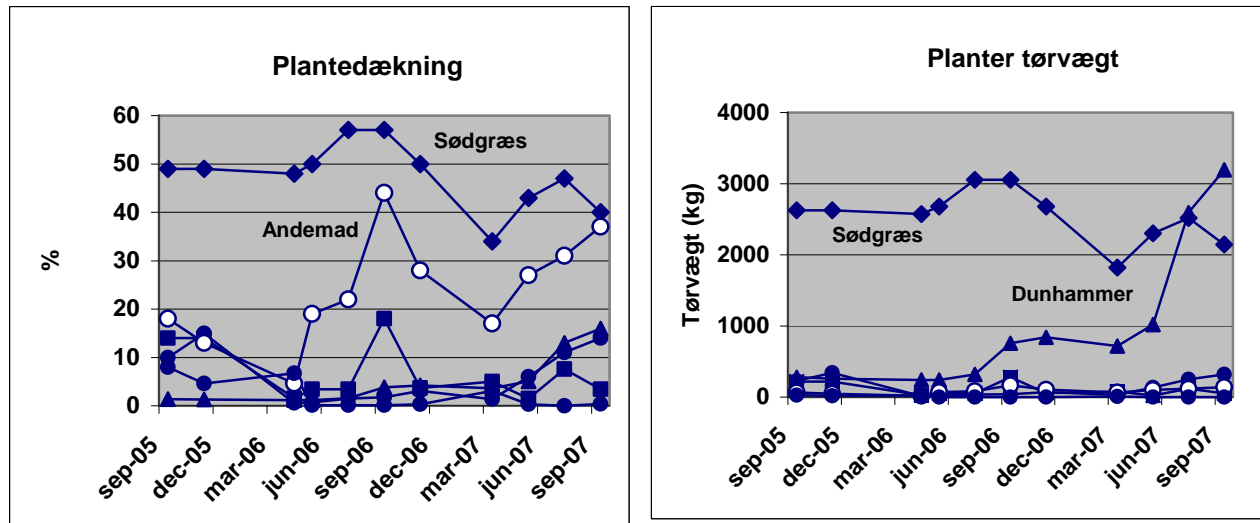 Plantedækning
60
50
40
30
20
10
0
%
Sødgræs
Andemad
sep-05
dec-05
mar-06
jun-06
sep-06
dec-06
mar-07
jun-07
sep-07
Planter tørvægt
4000
3000
2000
1000
0
Tørvægt (kg)
Sødgræs
Dunhammer
sep-05
dec-05
mar-06
jun-06
sep-06
dec-06
mar-07
jun-07
sep-07